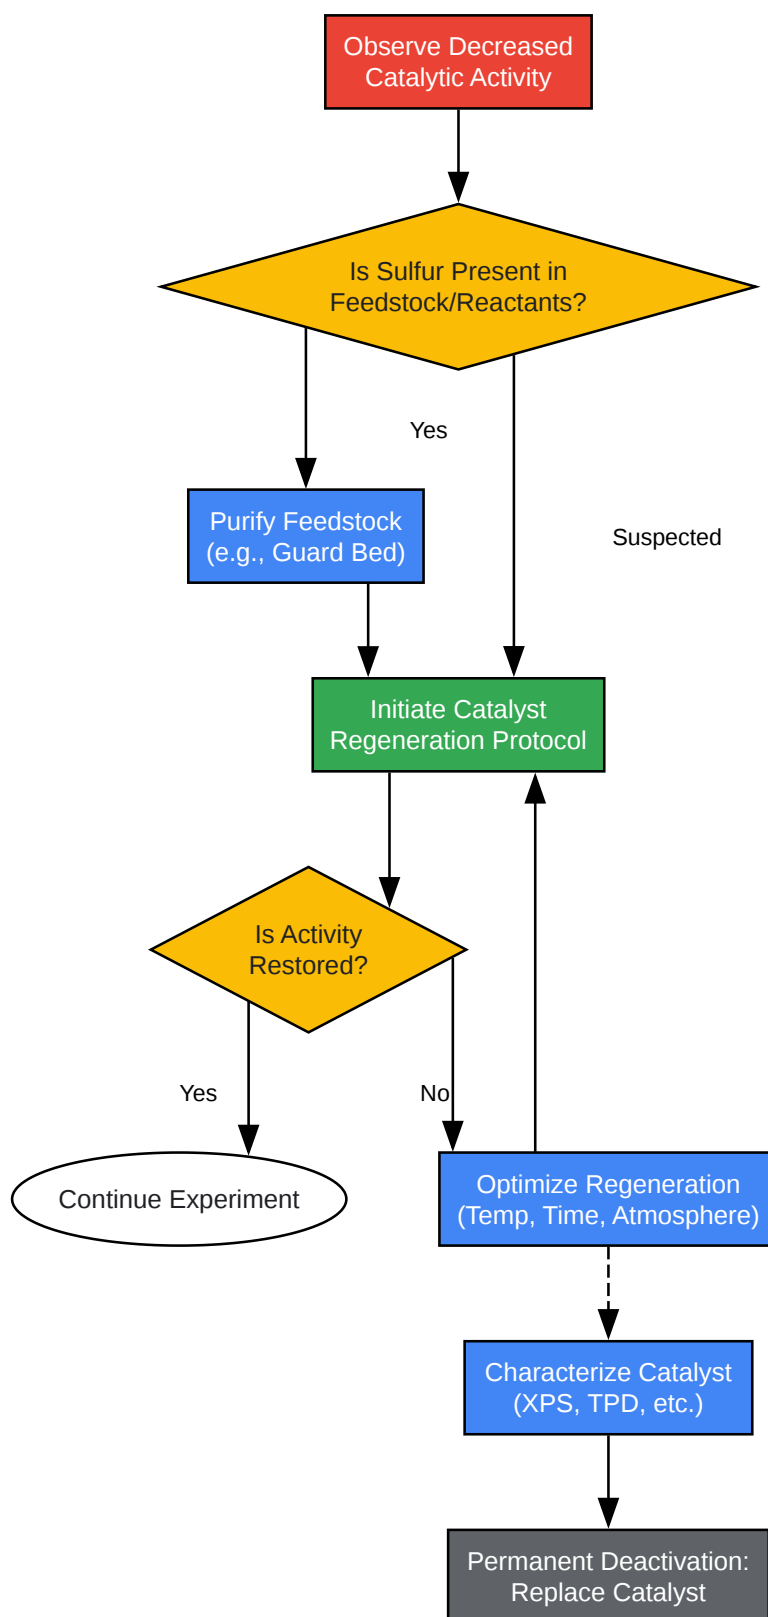 Observe Decreased
Catalytic Activity
Is Sulfur Present in
Feedstock/Reactants?
Yes
Purify Feedstock
(e.g., Guard Bed)
Suspected
Initiate Catalyst
Regeneration Protocol
Is Activity
Restored?
Yes
No
Continue Experiment
Optimize Regeneration
(Temp, Time, Atmosphere)
Characterize Catalyst
(XPS, TPD, etc.)
Permanent Deactivation:
Replace Catalyst